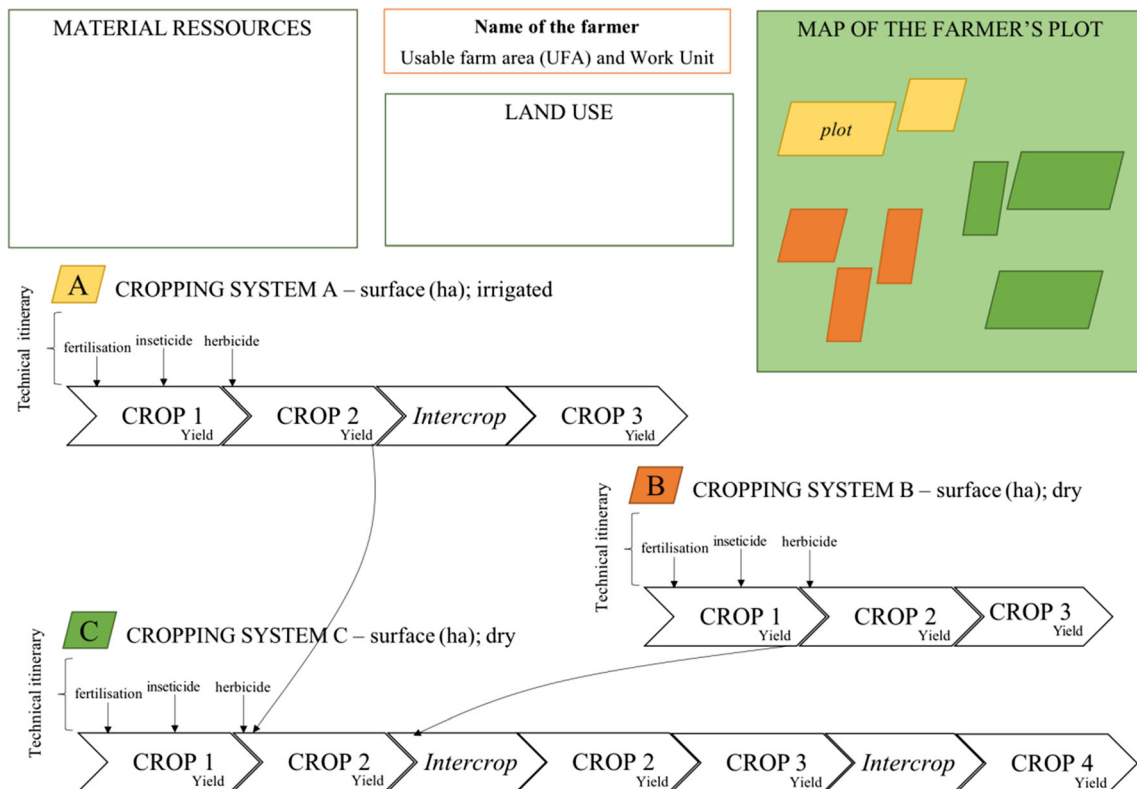 MATERIAL RESSOURCES
Name of the farmer
Usable farm area (UFA) and Work Unit
LAND USE
MAP OF THE FARMER'S PLOT
plot
A
CROPPING SYSTEM A – surface (ha); irrigated
Technical itinerary
fertilisation
inseticide
herbicide
CROP 1
Yield
CROP 2
Yield
Intercrop
CROP 3
Yield
B
CROPPING SYSTEM B – surface (ha); dry
Technical itinerary
fertilisation
inseticide
herbicide
CROP 1
Yield
CROP 2
Yield
CROP 3
Yield
C
CROPPING SYSTEM C – surface (ha); dry
Technical itinerary
fertilisation
inseticide
herbicide
CROP 1
Yield
CROP 2
Yield
Intercrop
CROP 2
Yield
CROP 3
Yield
Intercrop
CROP 4
Yield